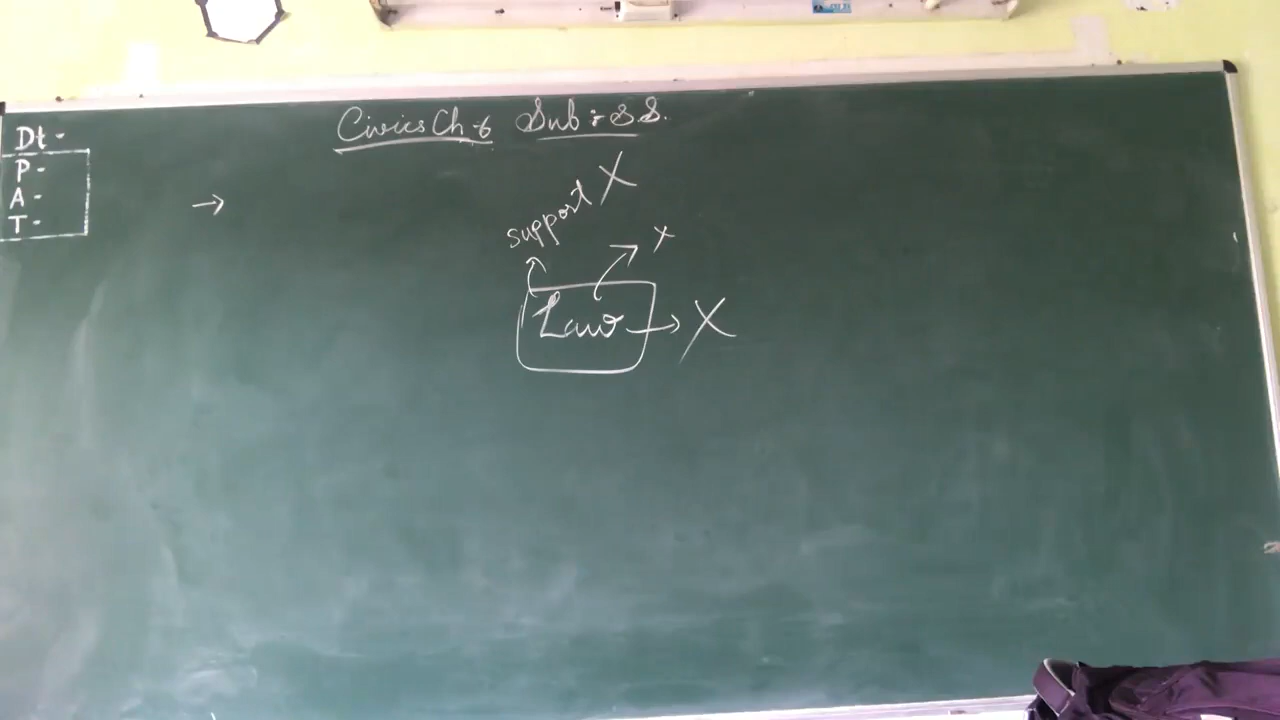 Civics Ch-6 Sub: S.S.
Dt -
P -
A -
T -
→
support X
x
Law → X